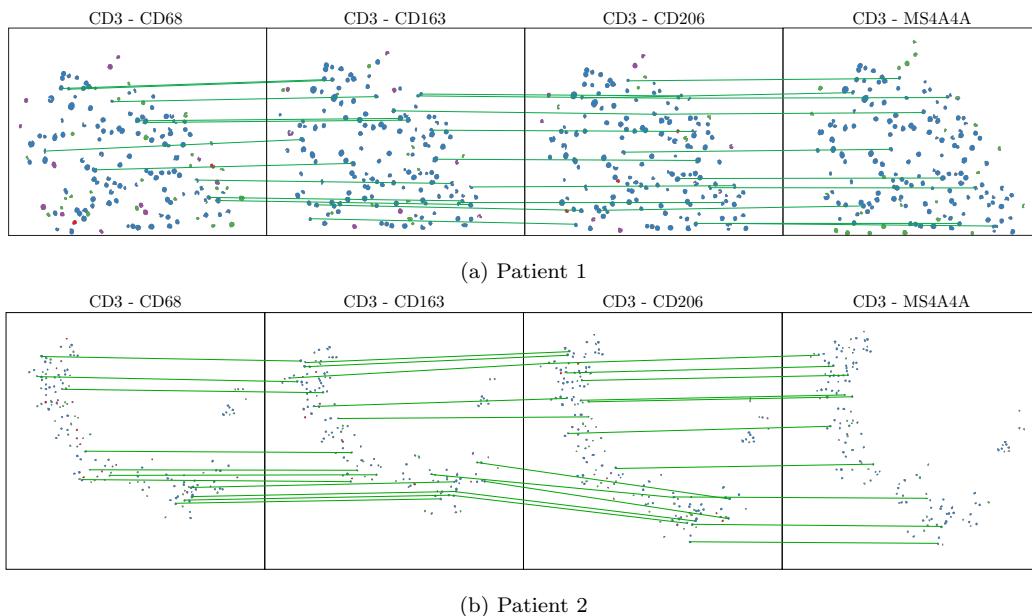 CD3 - CD68 CD3 - CD163 CD3 - CD206 CD3 - MS4A4A
(a) Patient 1
CD3 - CD68 CD3 - CD163 CD3 - CD206 CD3 - MS4A4A
(b) Patient 2